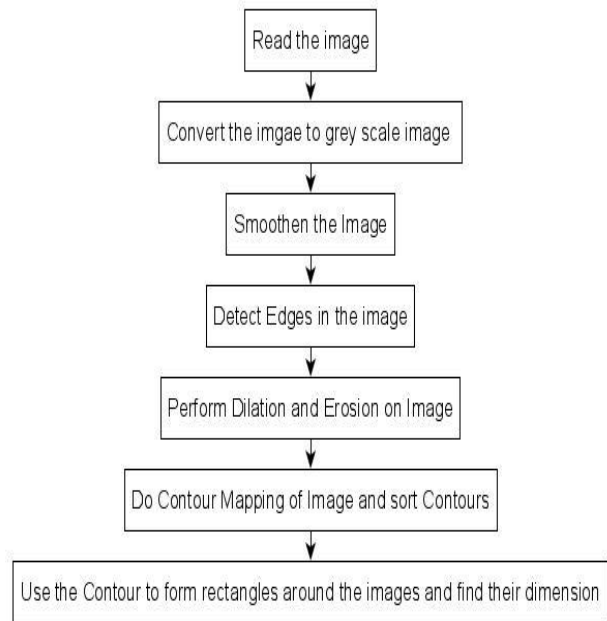 Read the image
Convert the imgae to grey scale image
Smoothen the Image
Detect Edges in the image
Perform Dilation and Erosion on Image
Do Contour Mapping of Image and sort Contours
Use the Contour to form rectangles around the images and find their dimension